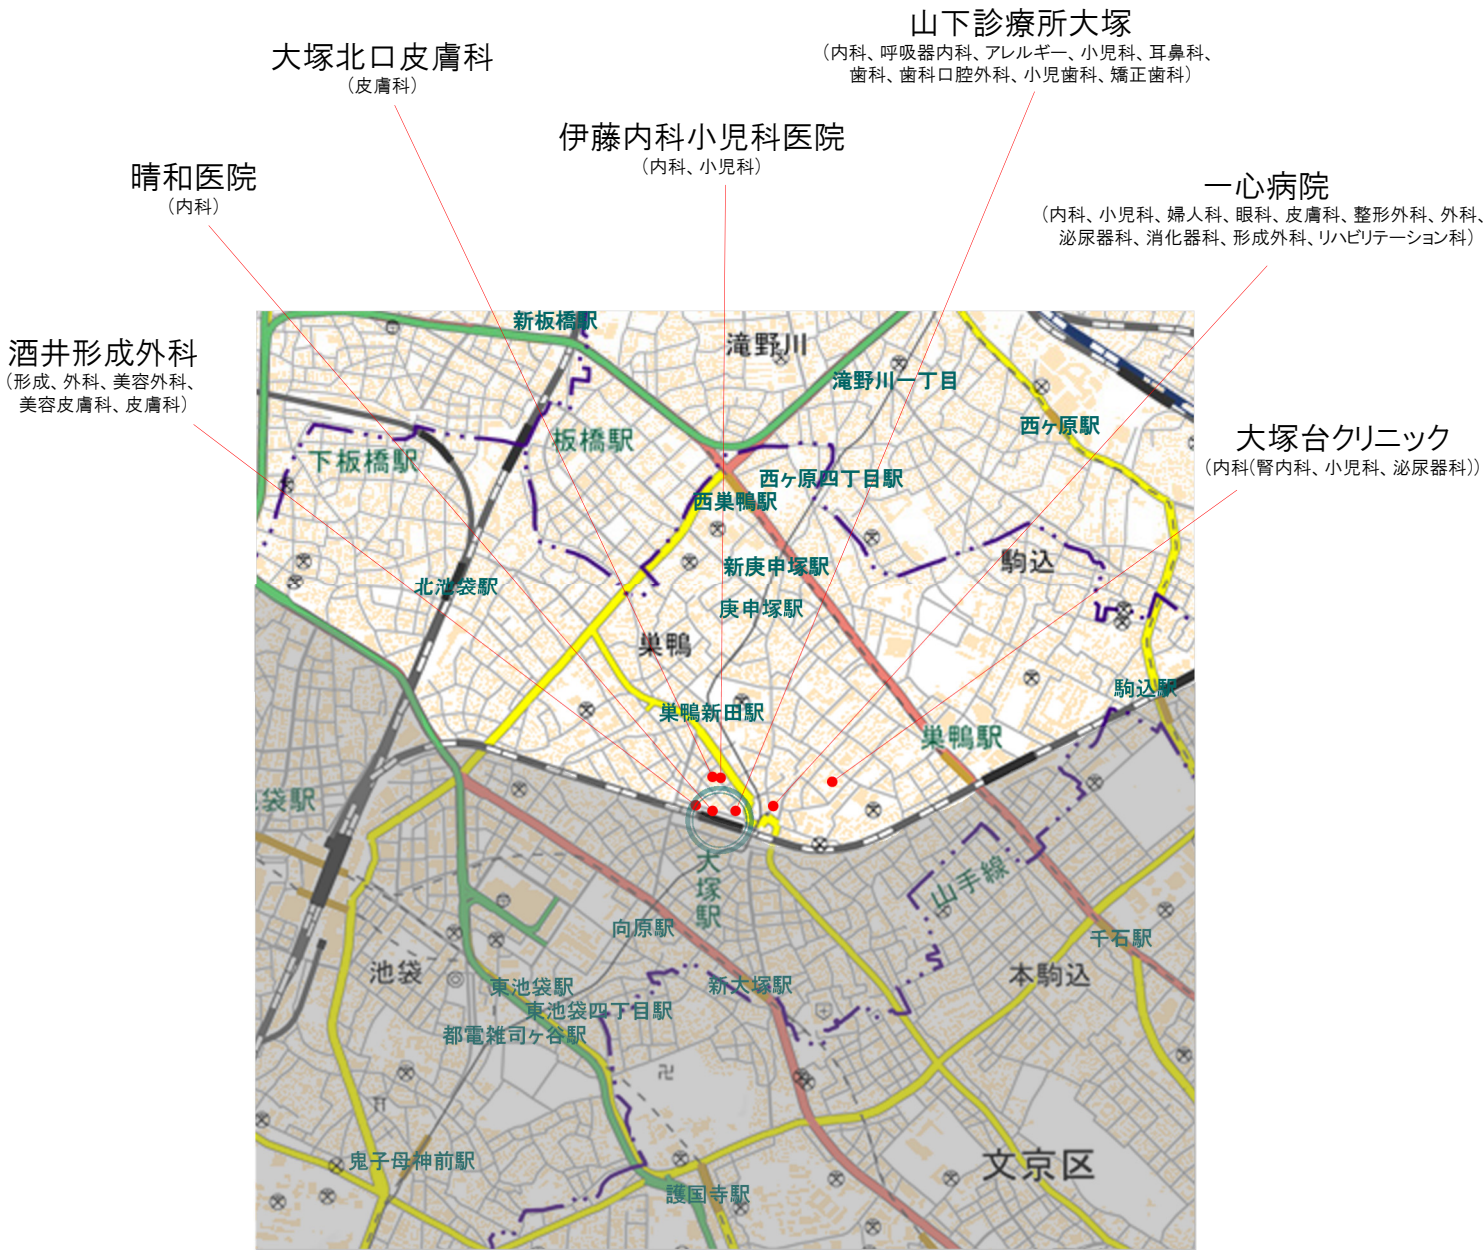 山下診療所大塚
（内科、呼吸器内科、アレルギー、小児科、耳鼻科、
歯科、歯科口腔外科、小児歯科、矯正歯科）
大塚北口皮膚科
（皮膚科）
伊藤内科小児科医院
（内科、小児科）
晴和医院
（内科）
一心病院
（内科、小児科、婦人科、眼科、皮膚科、整形外科、外科、
泌尿器科、消化器科、形成外科、リハビリテーション科）
酒井形成外科
（形成、外科、美容外科、
美容皮膚科、皮膚科）
大塚台クリニック
（内科(腎内科、小児科、泌尿器科)）
新板橋駅
滝野川
滝野川一丁目
西ヶ原駅
板橋駅
下板橋駅
西ヶ原四丁目駅
西巣鴨駅
新庚申塚駅
駒込
北池袋駅
庚申塚駅
巣鴨
駒込駅
巣鴨新田駅
巣鴨駅
袋駅
大塚駅
山手線
向原駅
千石駅
池袋
本駒込
東池袋駅
新大塚駅
東池袋四丁目駅
都電雑司ヶ谷駅
鬼子母神前駅
文京区
護国寺駅